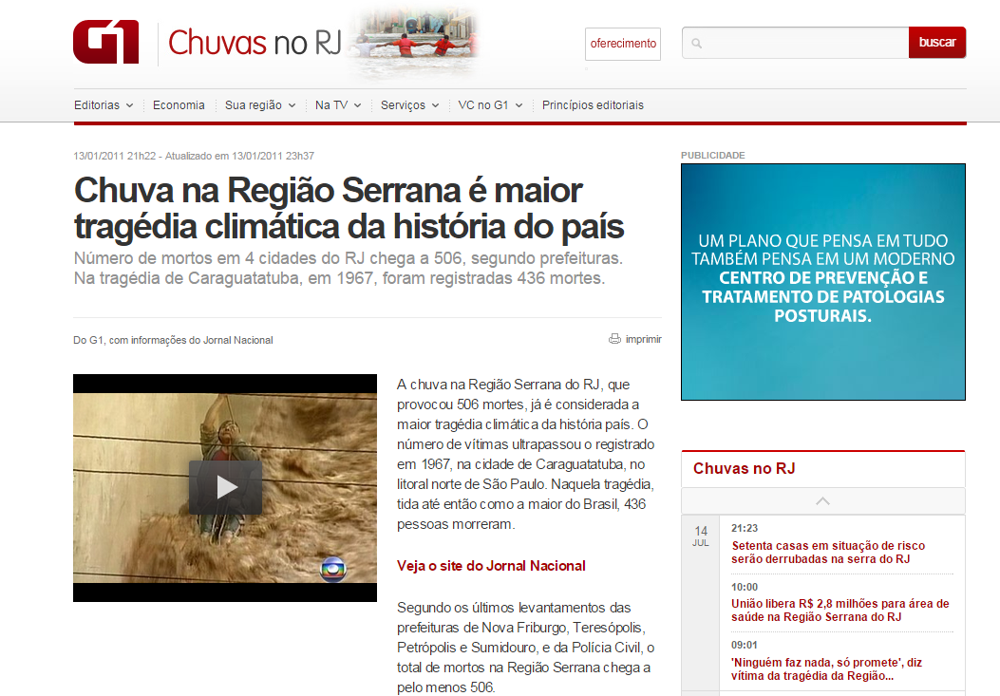 G1
Chuvas no RJ
oferecimento
buscar
Editorias
Economia
Sua região
Na TV
Serviços
VC no G1
Princípios editoriais
13/01/2011 21h22 - Atualizado em 13/01/2011 23h37
Chuva na Região Serrana é maior
tragédia climática da história do país
Número de mortos em 4 cidades do RJ chega a 506, segundo prefeituras.
Na tragédia de Caraguatatuba, em 1967, foram registradas 436 mortes.
Do G1, com informações do Jornal Nacional
imprimir
A chuva na Região Serrana do RJ, que
provocou 506 mortes, já é considerada a
maior tragédia climática da história país. O
número de vítimas ultrapassou o registrado
em 1967, na cidade de Caraguatatuba, no
litoral norte de São Paulo. Naquela tragédia,
tida até então como a maior do Brasil, 436
pessoas morreram.
Veja o site do Jornal Nacional
Segundo os últimos levantamentos das
prefeituras de Nova Friburgo, Teresópolis,
Petrópolis e Sumidouro, e da Polícia Civil, o
total de mortos na Região Serrana chega a
pelo menos 506.
PUBLICIDADE
UM PLANO QUE PENSA EM TUDO
TAMBÉM PENSA EM UM MODERNO
CENTRO DE PREVENÇÃO E
TRATAMENTO DE PATOLOGIAS
POSTURAIS.
Chuvas no RJ
14
JUL
21:23
Setenta casas em situação de risco
serão derrubadas na serra do RJ
10:00
União libera R$ 2,8 milhões para área de
saúde na Região Serrana do RJ
09:01
'Ninguém faz nada, só promete', diz
vítima da tragédia da Região...